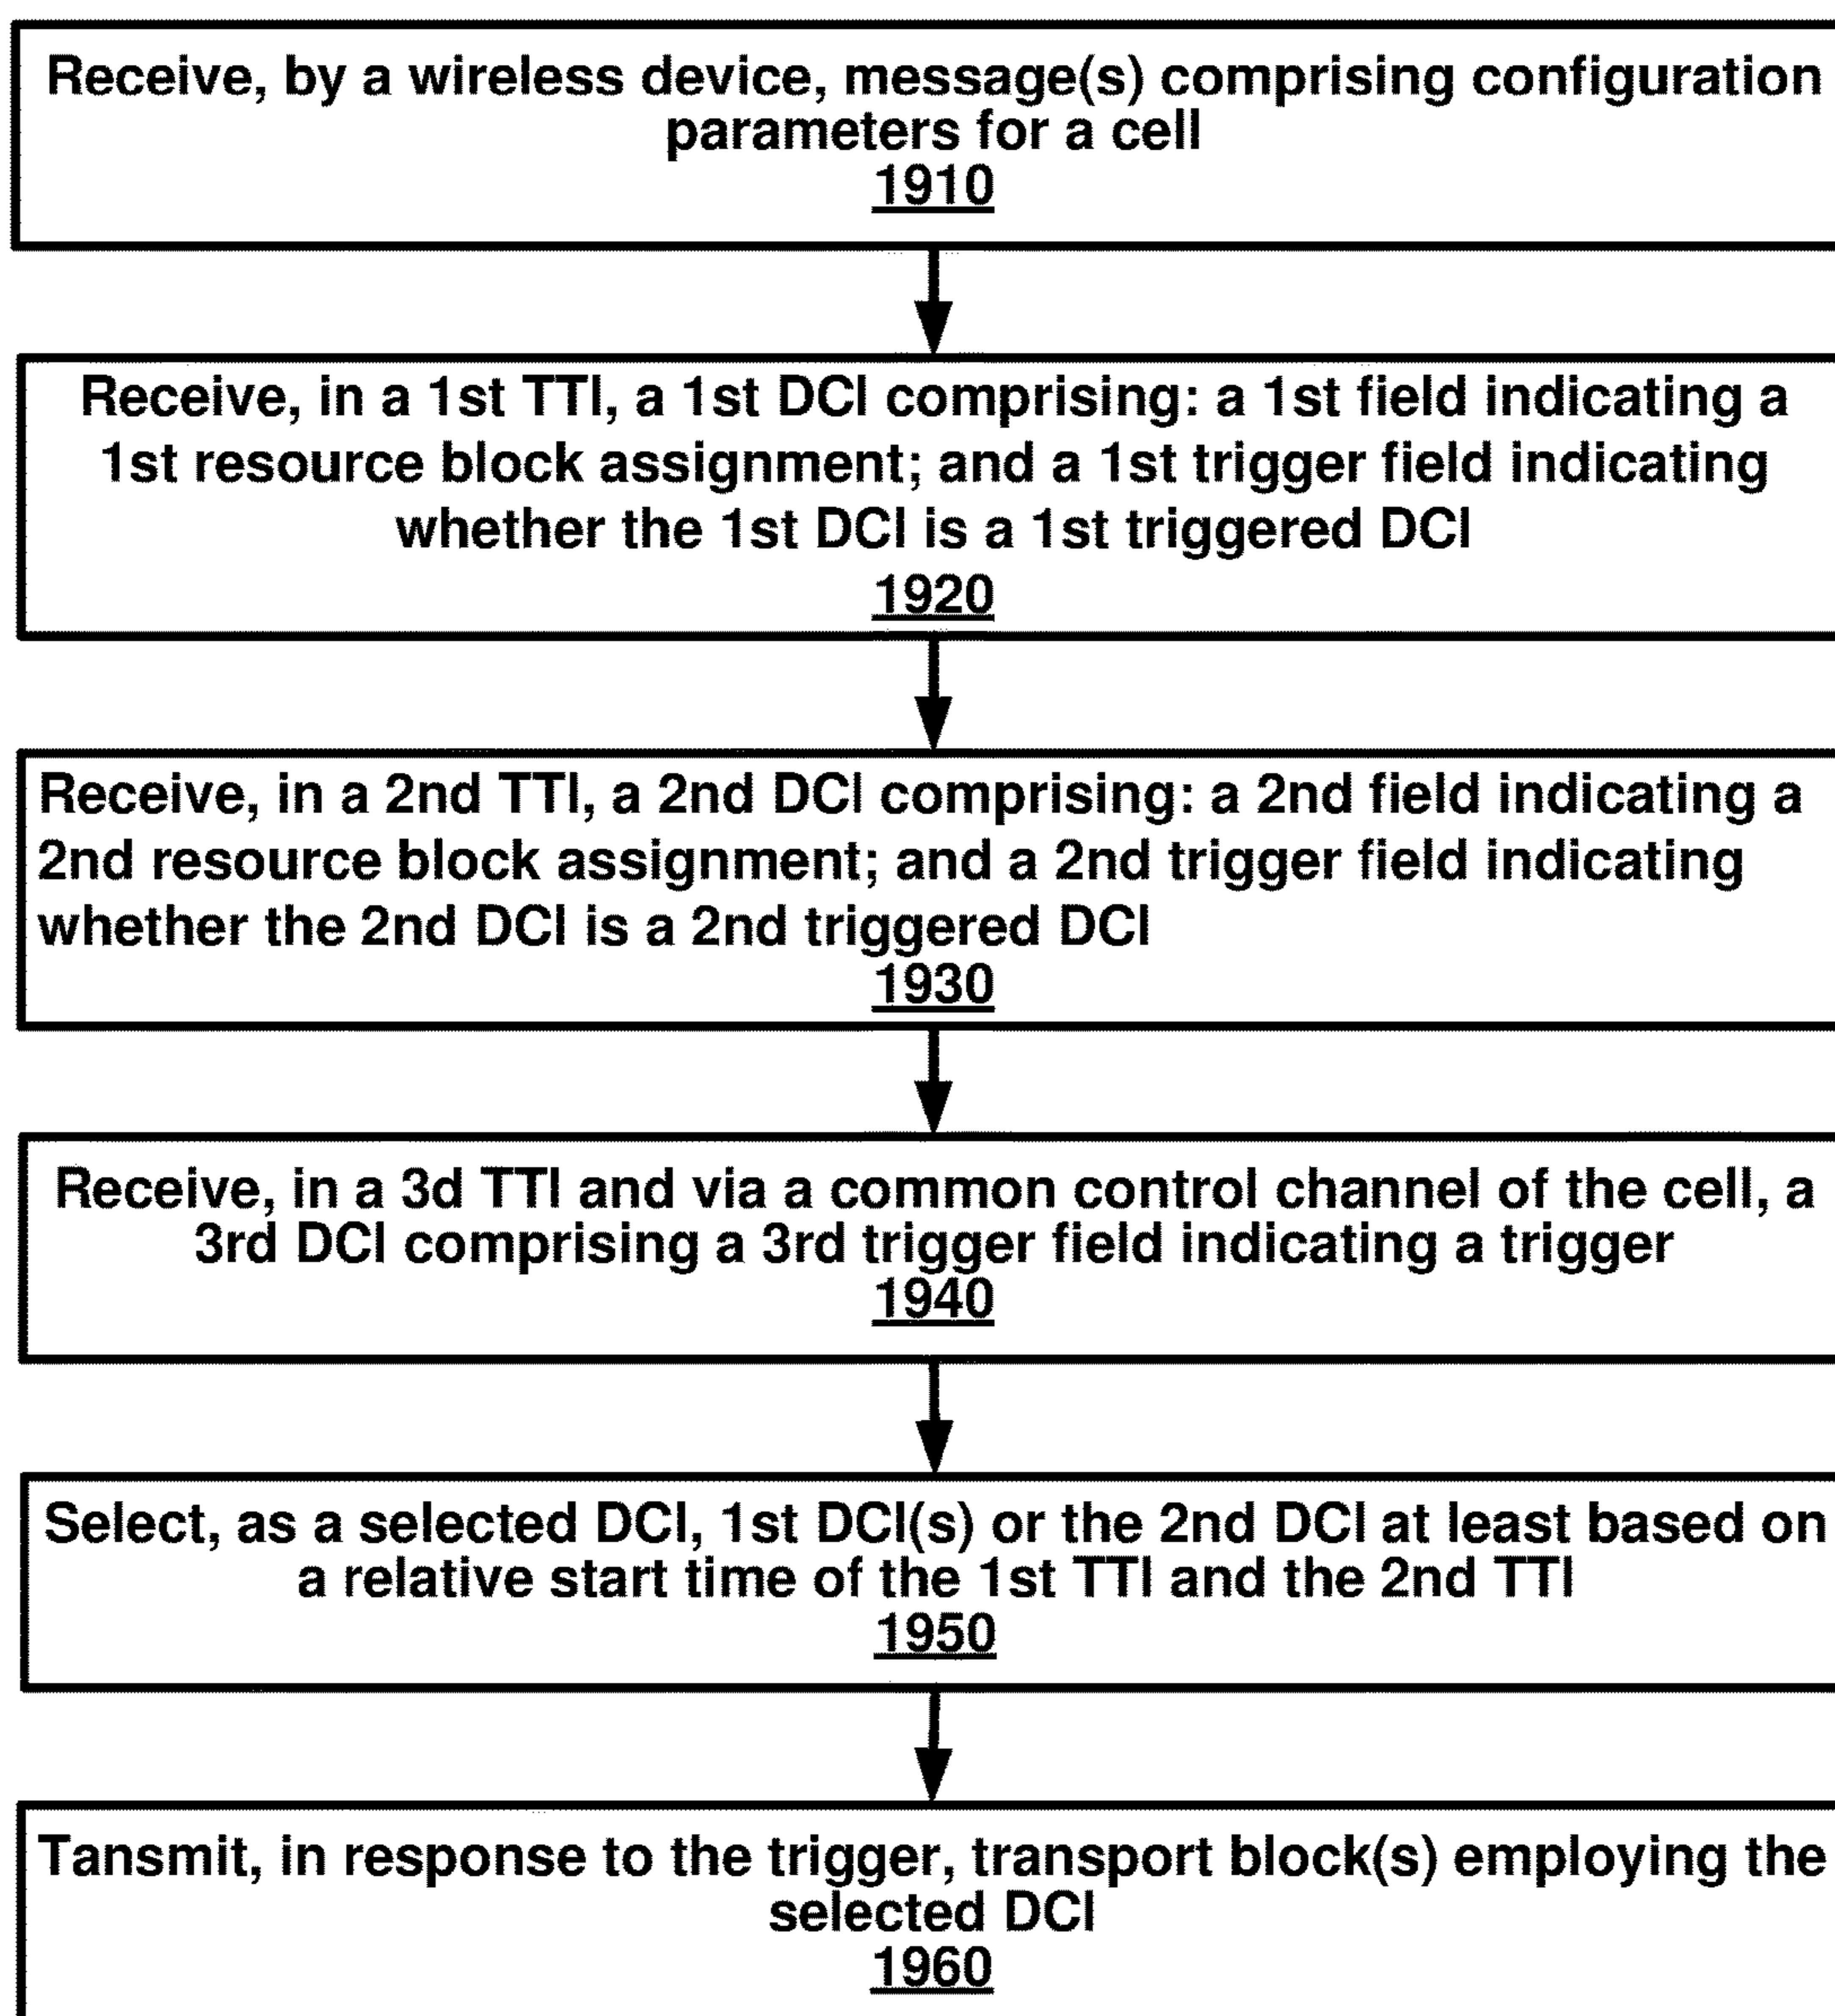 Receive, by a wireless device, message(s) comprising configuration
parameters for a cell
1910
Receive, in a 1st TTI, a 1st DCI comprising: a 1st field indicating a
1st resource block assignment; and a 1st trigger field indicating
whether the 1st DCI is a 1st triggered DCI
1920
Receive, in a 2nd TTI, a 2nd DCI comprising: a 2nd field indicating a
2nd resource block assignment; and a 2nd trigger field indicating
whether the 2nd DCI is a 2nd triggered DCI
1930
Receive, in a 3d TTI and via a common control channel of the cell, a
3rd DCI comprising a 3rd trigger field indicating a trigger
1940
Select, as a selected DCI, 1st DCI(s) or the 2nd DCI at least based on
a relative start time of the 1st TTI and the 2nd TTI
1950
Tansmit, in response to the trigger, transport block(s) employing the
selected DCI
1960